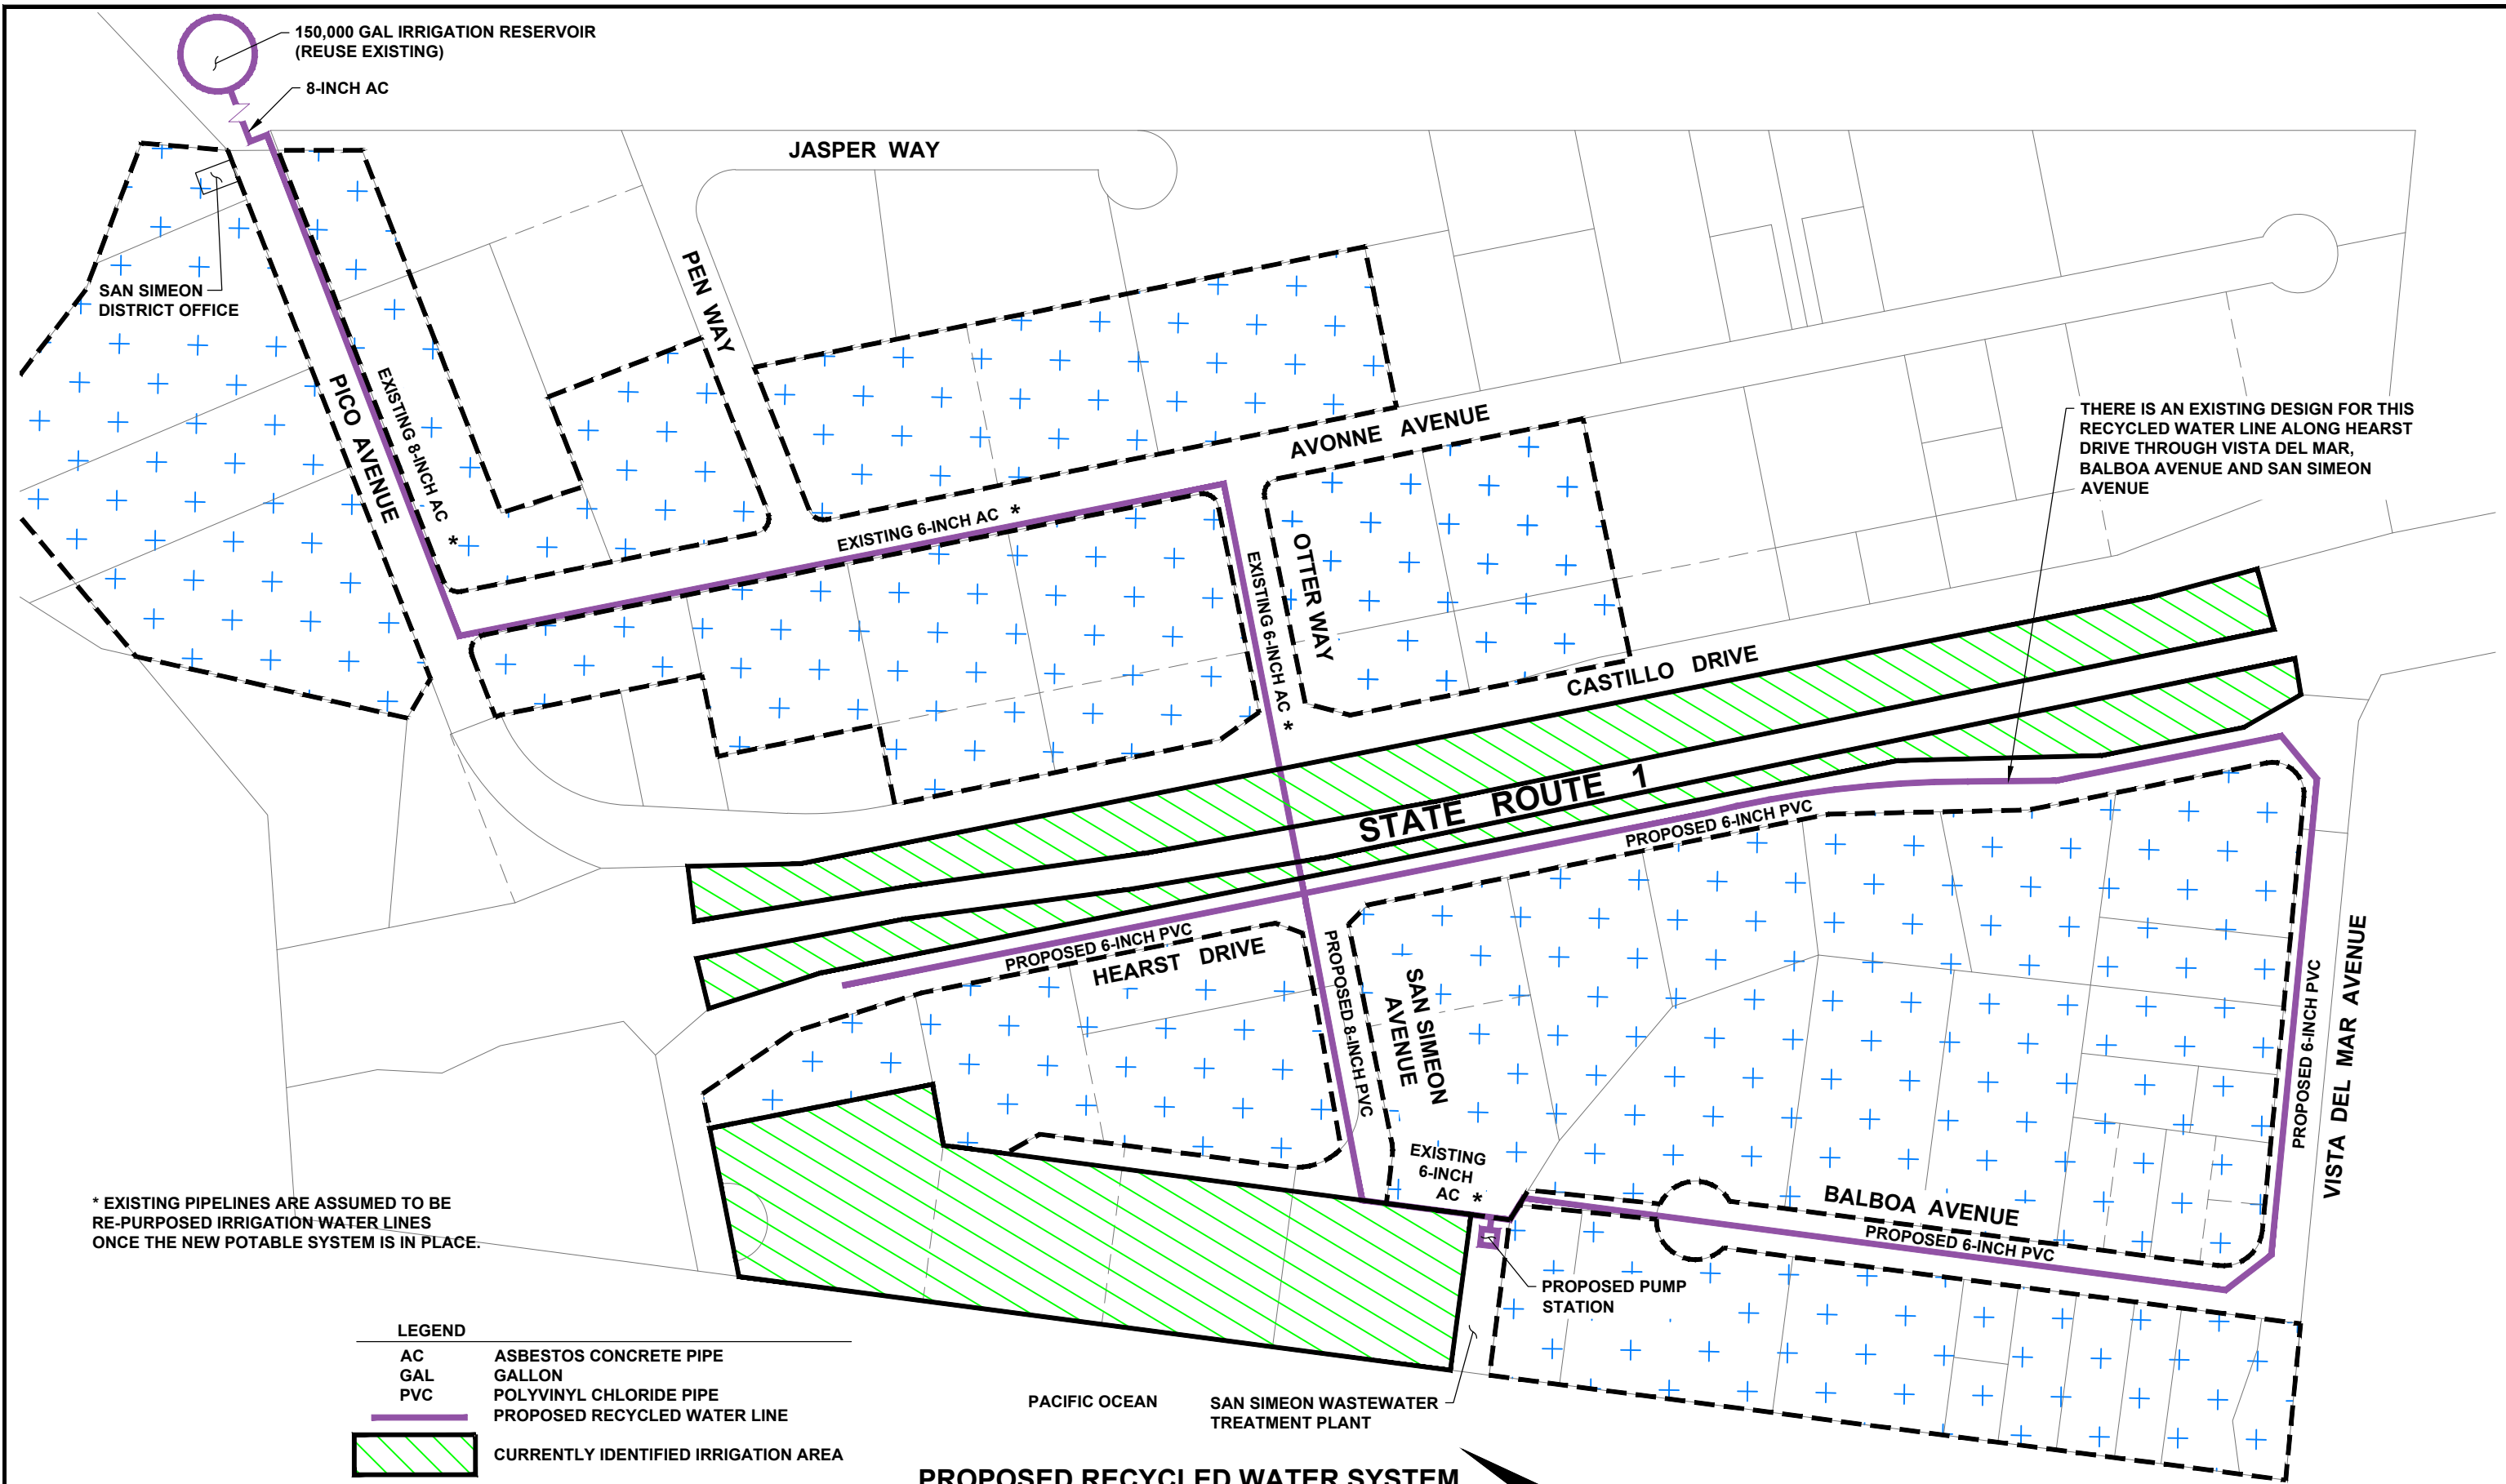 150,000 GAL IRRIGATION RESERVOIR
(REUSE EXISTING)
8-INCH AC
JASPER WAY
SAN SIMEON
DISTRICT OFFICE
PEN WAY
PICO AVENUE
EXISTING 8-INCH AC *
AVONNE AVENUE
EXISTING 6-INCH AC *
EXISTING 6-INCH AC *
OTTER WAY
THERE IS AN EXISTING DESIGN FOR THIS
RECYCLED WATER LINE ALONG HEARST
DRIVE THROUGH VISTA DEL MAR,
BALBOA AVENUE AND SAN SIMEON
AVENUE
CASTILLO DRIVE
STATE ROUTE 1
PROPOSED 6-INCH PVC
PROPOSED 6-INCH PVC
HEARST DRIVE
PROPOSED 8-INCH PVC
SAN SIMEON
AVENUE
PROPOSED 6-INCH PVC
VISTA DEL MAR AVENUE
EXISTING
6-INCH
AC *
BALBOA AVENUE
PROPOSED 6-INCH PVC
* EXISTING PIPELINES ARE ASSUMED TO BE
RE-PURPOSED IRRIGATION WATER LINES
ONCE THE NEW POTABLE SYSTEM IS IN PLACE.
PROPOSED PUMP
STATION
LEGEND
AC ASBESTOS CONCRETE PIPE
GAL GALLON
PVC POLYVINYL CHLORIDE PIPE
PROPOSED RECYCLED WATER LINE
CURRENTLY IDENTIFIED IRRIGATION AREA
PACIFIC OCEAN
SAN SIMEON WASTEWATER
TREATMENT PLANT
PROPOSED RECYCLED WATER SYSTEM